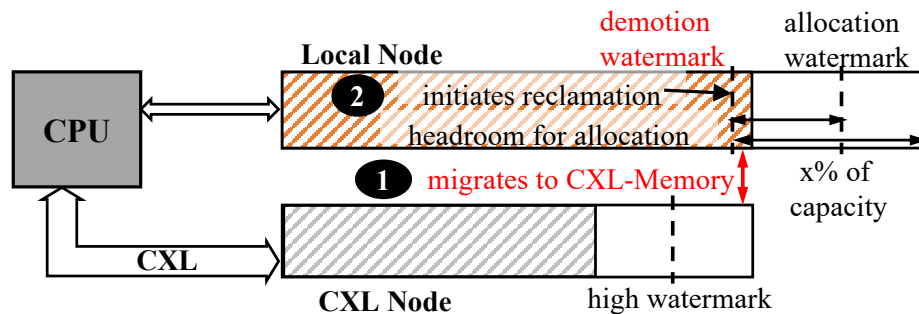 demotion
watermark
allocation
watermark
Local Node
2
initiates reclamation
CPU
headroom for allocation
1
migrates to CXL-Memory
x% of
capacity
CXL
CXL Node
high watermark